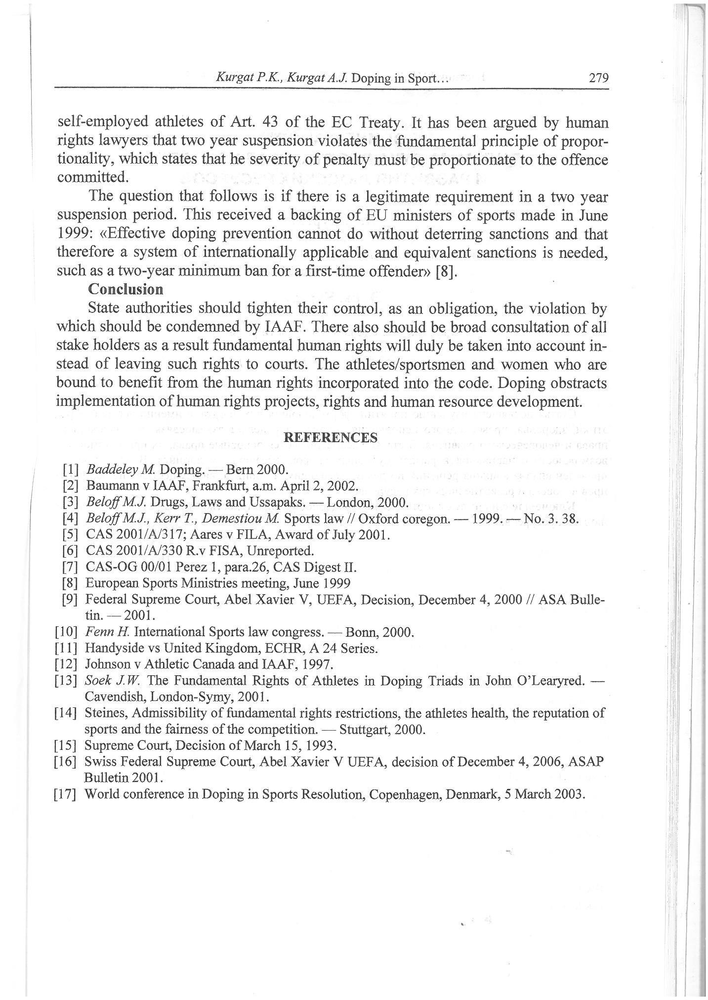 Kurgat P.K., Kurgat A.J. Doping in Sport... 279
self-employed athletes of Art. 43 of the EC Treaty. It has been argued by human
rights lawyers that two year suspension violates the fundamental principle of propor-
tionality, which states that he severity of penalty must be proportionate to the offence
committed.
The question that follows is if there is a legitimate requirement in a two year
suspension period. This received a backing of EU ministers of sports made in June
1999: «Effective doping prevention cannot do without deterring sanctions and that
therefore a system of internationally applicable and equivalent sanctions is needed,
such as a two-year minimum ban for a first-time offender» [8].
Conclusion
State authorities should tighten their control, as an obligation, the violation by
which should be condemned by IAAF. There also should be broad consultation of all
stake holders as a result fundamental human rights will duly be taken into account in-
stead of leaving such rights to courts. The athletes/sportsmen and women who are
bound to benefit from the human rights incorporated into the code. Doping obstracts
implementation of human rights projects, rights and human resource development.
REFERENCES
[1] Baddeley M. Doping. — Bern 2000.
[2] Baumann v IAAF, Frankfurt, a.m. April 2, 2002.
[3] Beloff M.J. Drugs, Laws and Ussapaks. — London, 2000.
[4] Beloff M.J., Kerr T., Demestiou M. Sports law // Oxford coregon. — 1999. — No. 3. 38.
[5] CAS 2001/A/317; Aares v FILA, Award of July 2001.
[6] CAS 2001/A/330 R.v FISA, Unreported.
[7] CAS-OG 00/01 Perez 1, para.26, CAS Digest II.
[8] European Sports Ministries meeting, June 1999
[9] Federal Supreme Court, Abel Xavier V, UEFA, Decision, December 4, 2000 // ASA Bulle-
tin. — 2001.
[10] Fenn H. International Sports law congress. — Bonn, 2000.
[11] Handyside vs United Kingdom, ECHR, A 24 Series.
[12] Johnson v Athletic Canada and IAAF, 1997.
[13] Soek J.W. The Fundamental Rights of Athletes in Doping Triads in John O'Learyred. —
Cavendish, London-Symy, 2001.
[14] Steines, Admissibility of fundamental rights restrictions, the athletes health, the reputation of
sports and the fairness of the competition. — Stuttgart, 2000.
[15] Supreme Court, Decision of March 15, 1993.
[16] Swiss Federal Supreme Court, Abel Xavier V UEFA, decision of December 4, 2006, ASAP
Bulletin 2001.
[17] World conference in Doping in Sports Resolution, Copenhagen, Denmark, 5 March 2003.